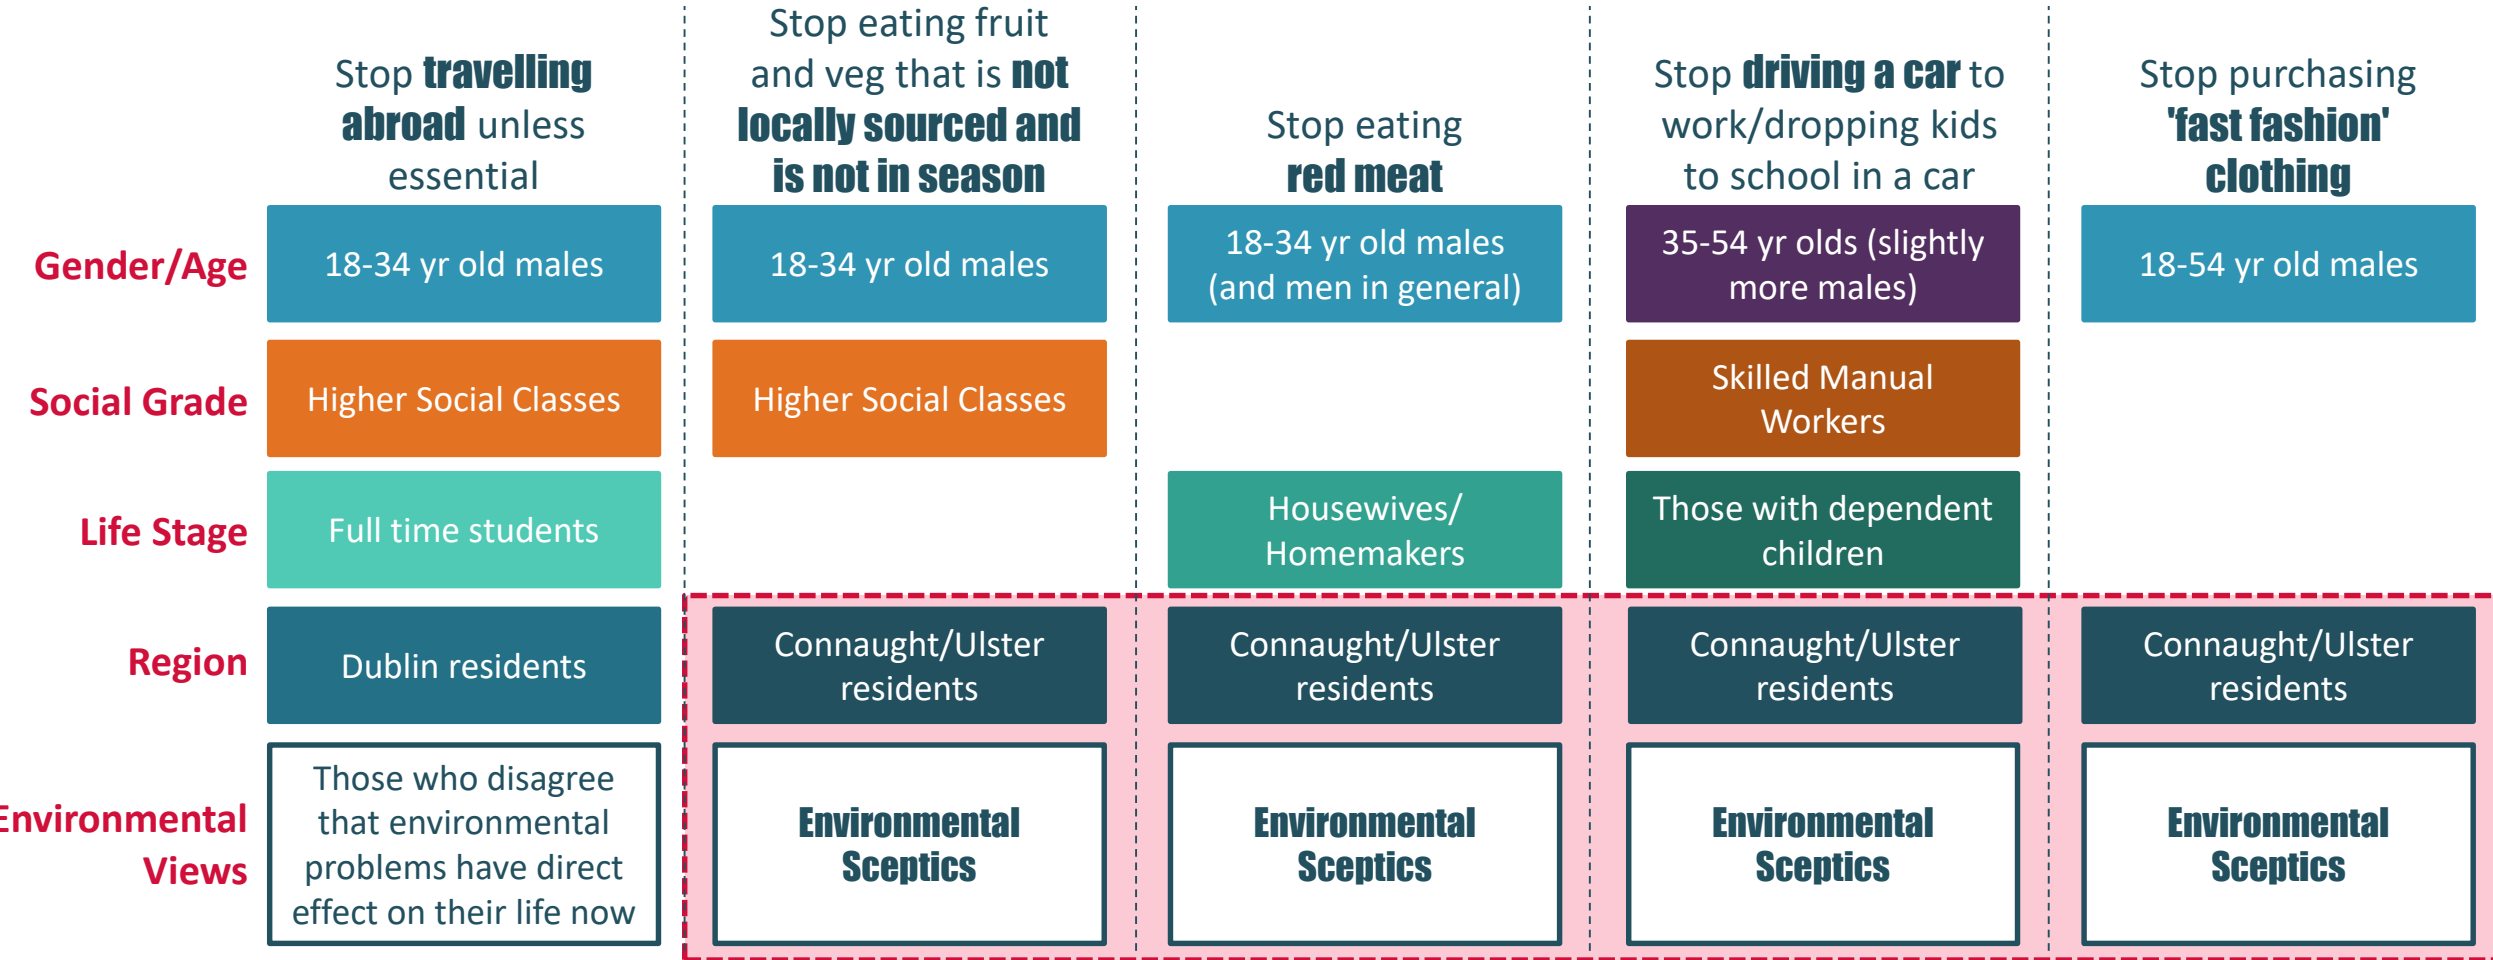 Stop travelling
abroad unless
essential
Stop eating fruit
and veg that is not
locally sourced and
is not in season
Stop eating
red meat
Stop driving a car to
work/dropping kids
to school in a car
Stop purchasing
'fast fashion'
clothing
Gender/Age
18-34 yr old males
18-34 yr old males
18-34 yr old males
(and men in general)
35-54 yr olds (slightly
more males)
18-54 yr old males
Social Grade
Higher Social Classes
Higher Social Classes
Skilled Manual
Workers
Life Stage
Full time students
Housewives/
Homemakers
Those with dependent
children
Region
Dublin residents
Connaught/Ulster
residents
Connaught/Ulster
residents
Connaught/Ulster
residents
Connaught/Ulster
residents
Environmental
Views
Those who disagree
that environmental
problems have direct
effect on their life now
Environmental
Sceptics
Environmental
Sceptics
Environmental
Sceptics
Environmental
Sceptics